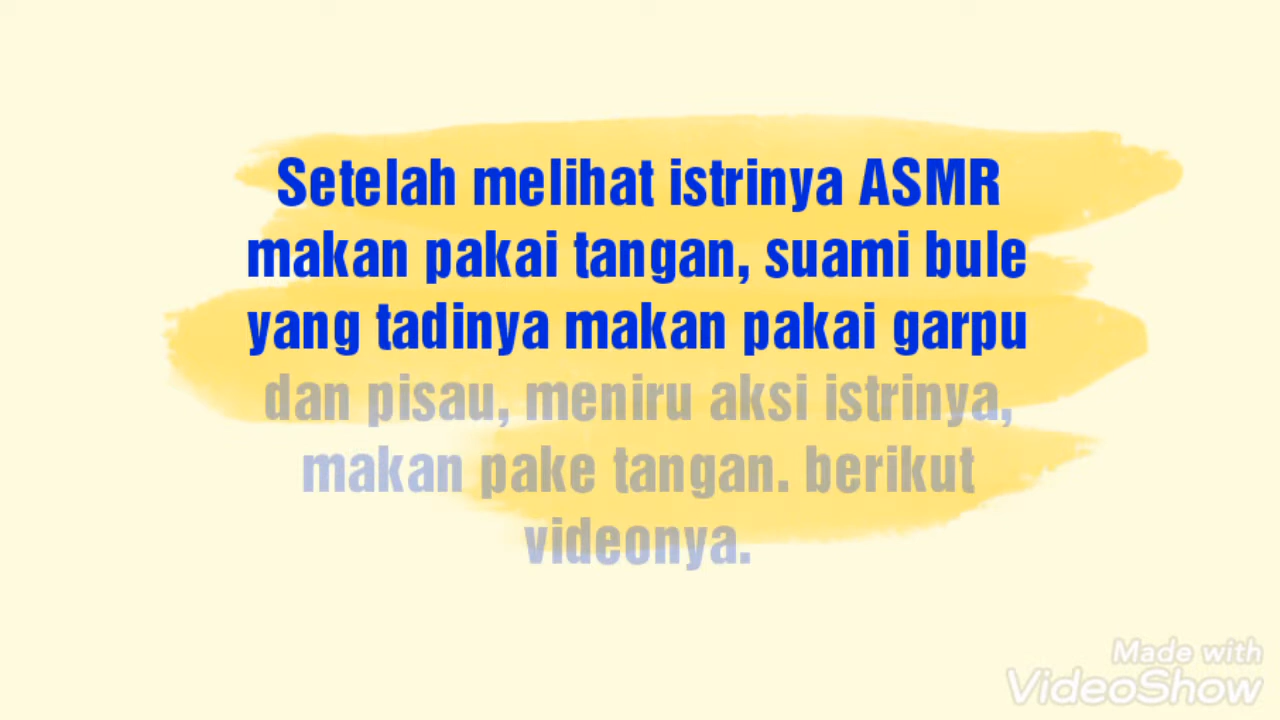 Setelah melihat istrinya ASMR
makan pakai tangan, suami bule
yang tadinya makan pakai garpu
dan pisau, meniru aksi istrinya,
makan pake tangan. berikut
videonya.
Made with
VideoShow